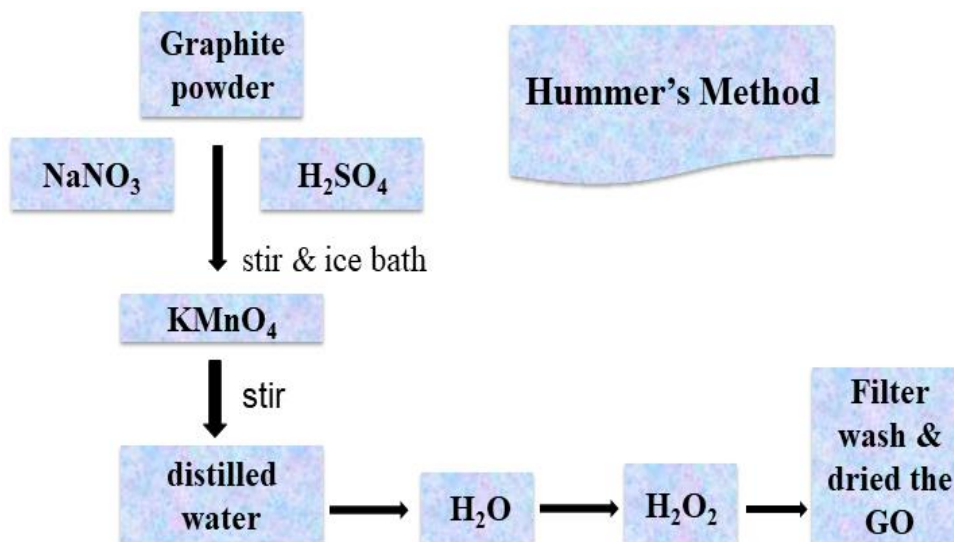 Graphite
powder
Hummer’s Method
NaNO₃
H₂SO₄
stir & ice bath
KMnO₄
stir
distilled
water
H₂O
H₂O₂
Filter
wash &
dried the
GO